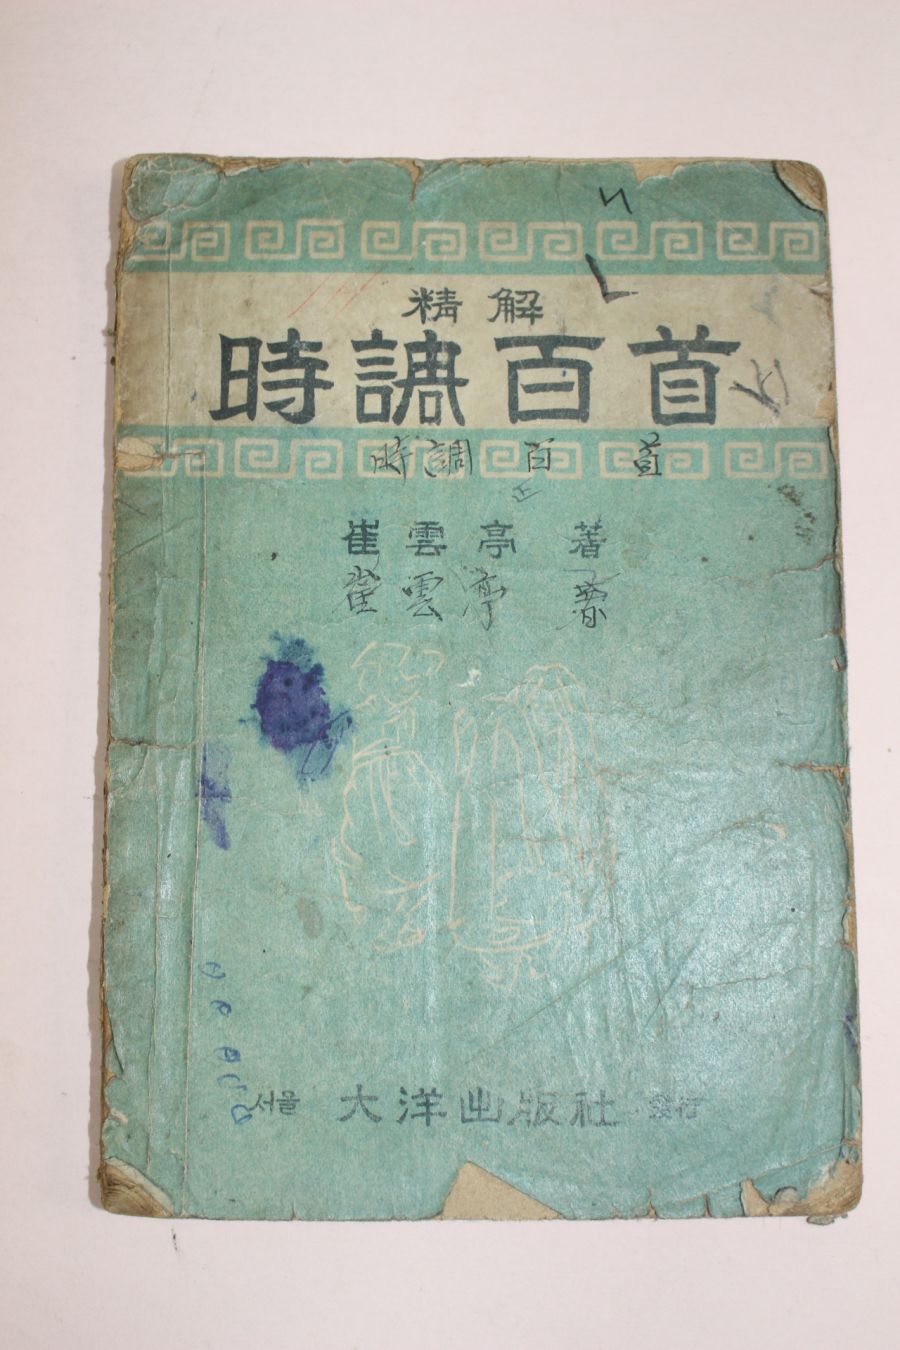 精解
時調百首
時調 百首
崔雲亭 著
崔雲亭 著
서울 大洋出版社 發行